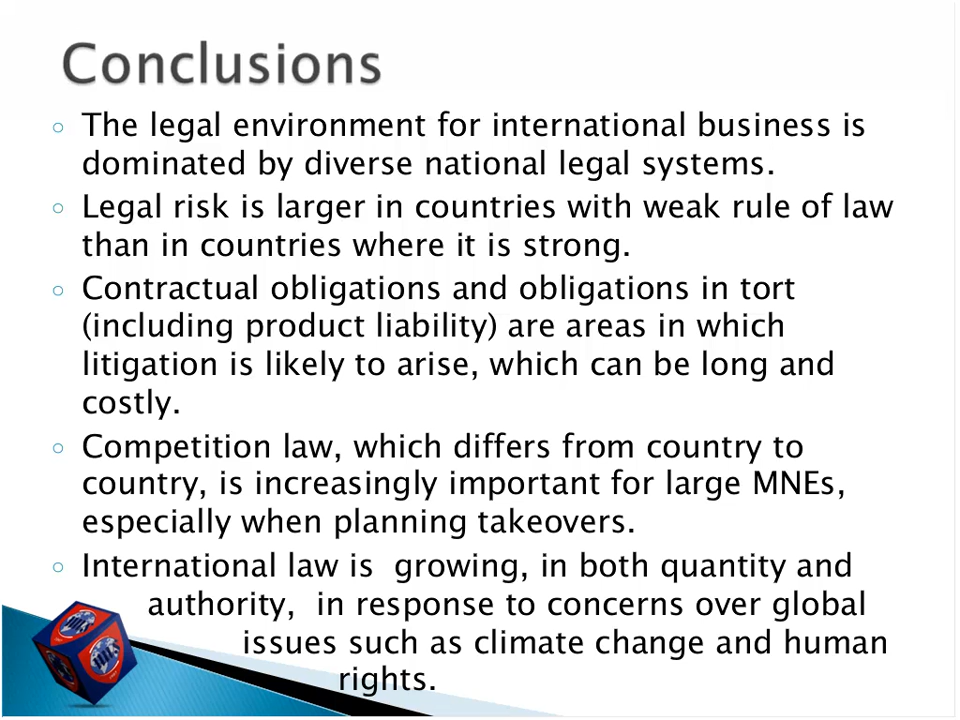 Conclusions
The legal environment for international business is
dominated by diverse national legal systems.
Legal risk is larger in countries with weak rule of law
than in countries where it is strong.
Contractual obligations and obligations in tort
(including product liability) are areas in which
litigation is likely to arise, which can be long and
costly.
Competition law, which differs from country to
country, is increasingly important for large MNEs,
especially when planning takeovers.
International law is  growing, in both quantity and
authority,  in response to concerns over global
issues such as climate change and human
rights.